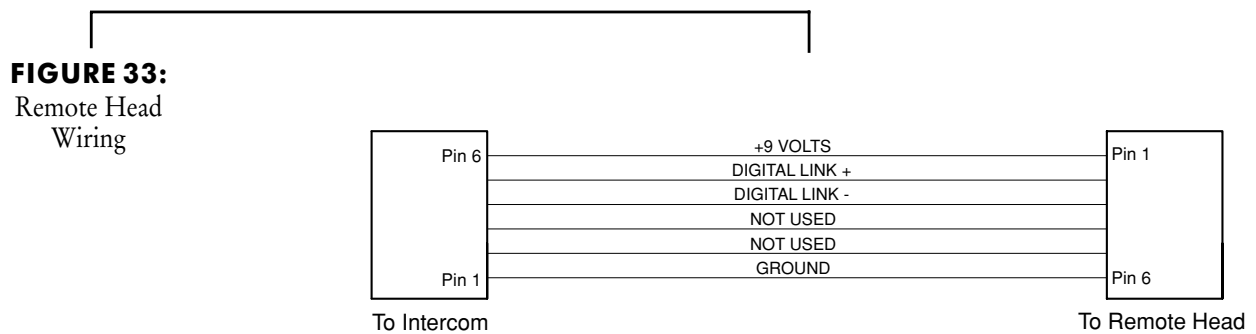 FIGURE 33:
Remote Head
Wiring
Pin 6
+9 VOLTS
Pin 1
DIGITAL LINK +
DIGITAL LINK -
NOT USED
NOT USED
GROUND
Pin 1
Pin 6
To Intercom
To Remote Head